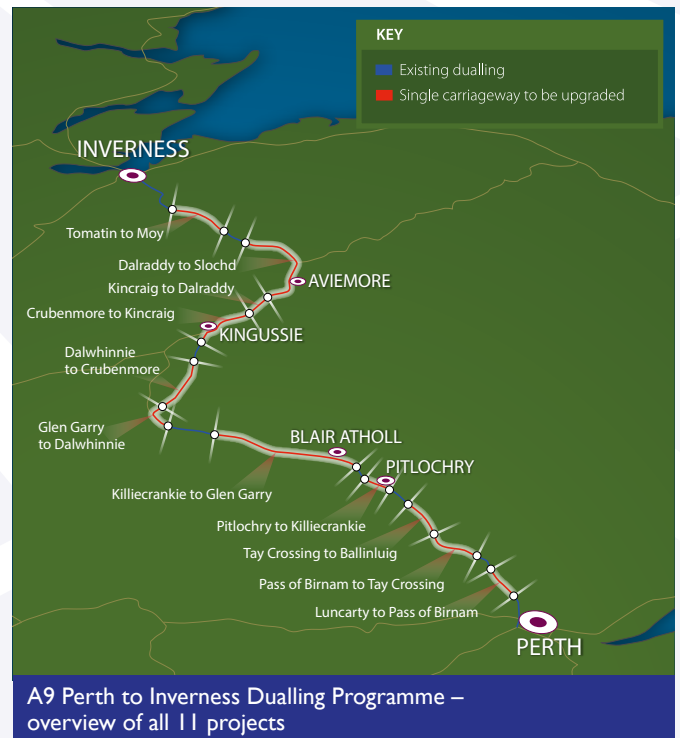 KEY
Existing dualling
Single carriageway to be upgraded
INVERNESS
Tomatin to Moy
Dalraddy to Slochd
AVIEMORE
Kincraig to Dalraddy
Crubenmore to Kincraig
KINGUSSIE
Dalwhinnie
to Crubenmore
Glen Garry
to Dalwhinnie
BLAIR ATHOLL
PITLOCHRY
Killiecrankie to Glen Garry
Pitlochry to Killiecrankie
Tay Crossing to Ballinluig
Pass of Birnam to Tay Crossing
Luncarty to Pass of Birnam
PERTH
A9 Perth to Inverness Dualling Programme –
overview of all 11 projects